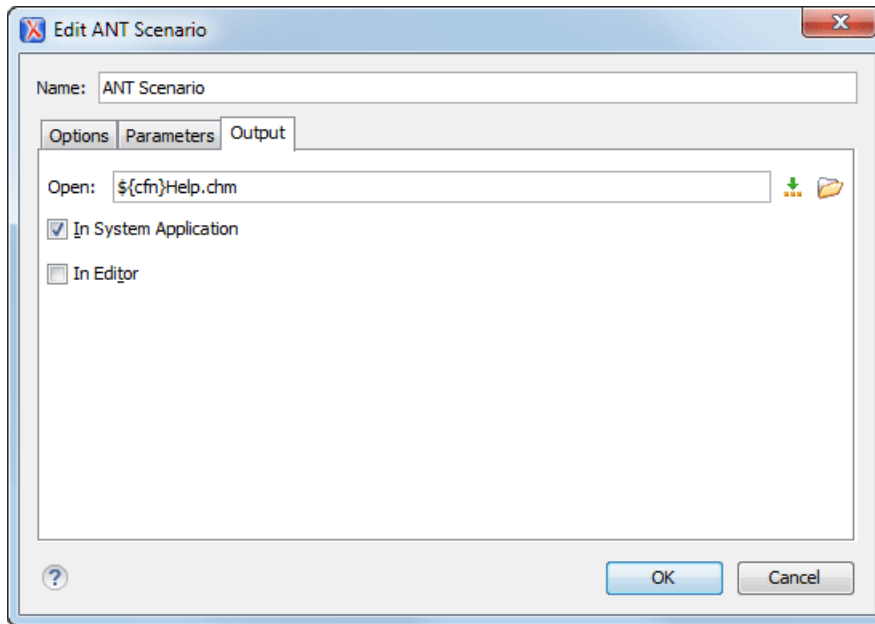 Edit ANT Scenario
Name: ANT Scenario
Options Parameters Output
Open: ${cfn}Help.chm
In System Application
In Editor
OK Cancel